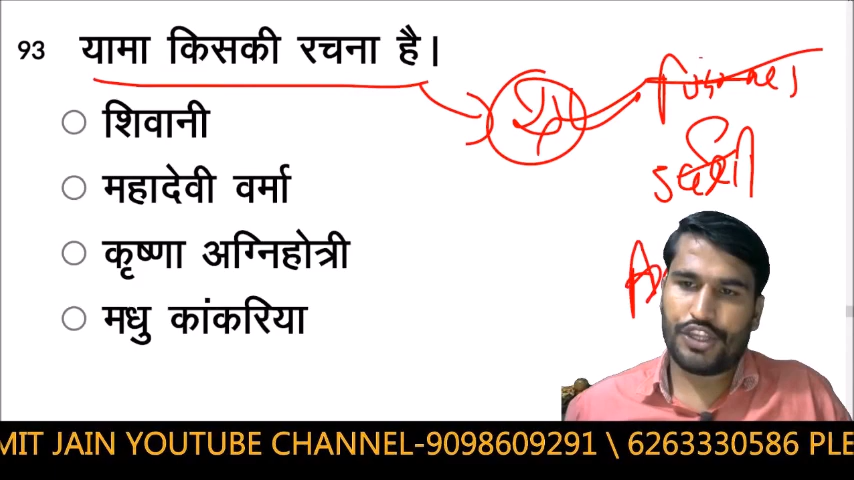 93 यामा किसकी रचना है।
शिवानी
महादेवी वर्मा
कृष्णा अग्निहोत्री
मधु कांकरिया
MIT JAIN YOUTUBE CHANNEL-9098609291 \ 6263330586 PLE